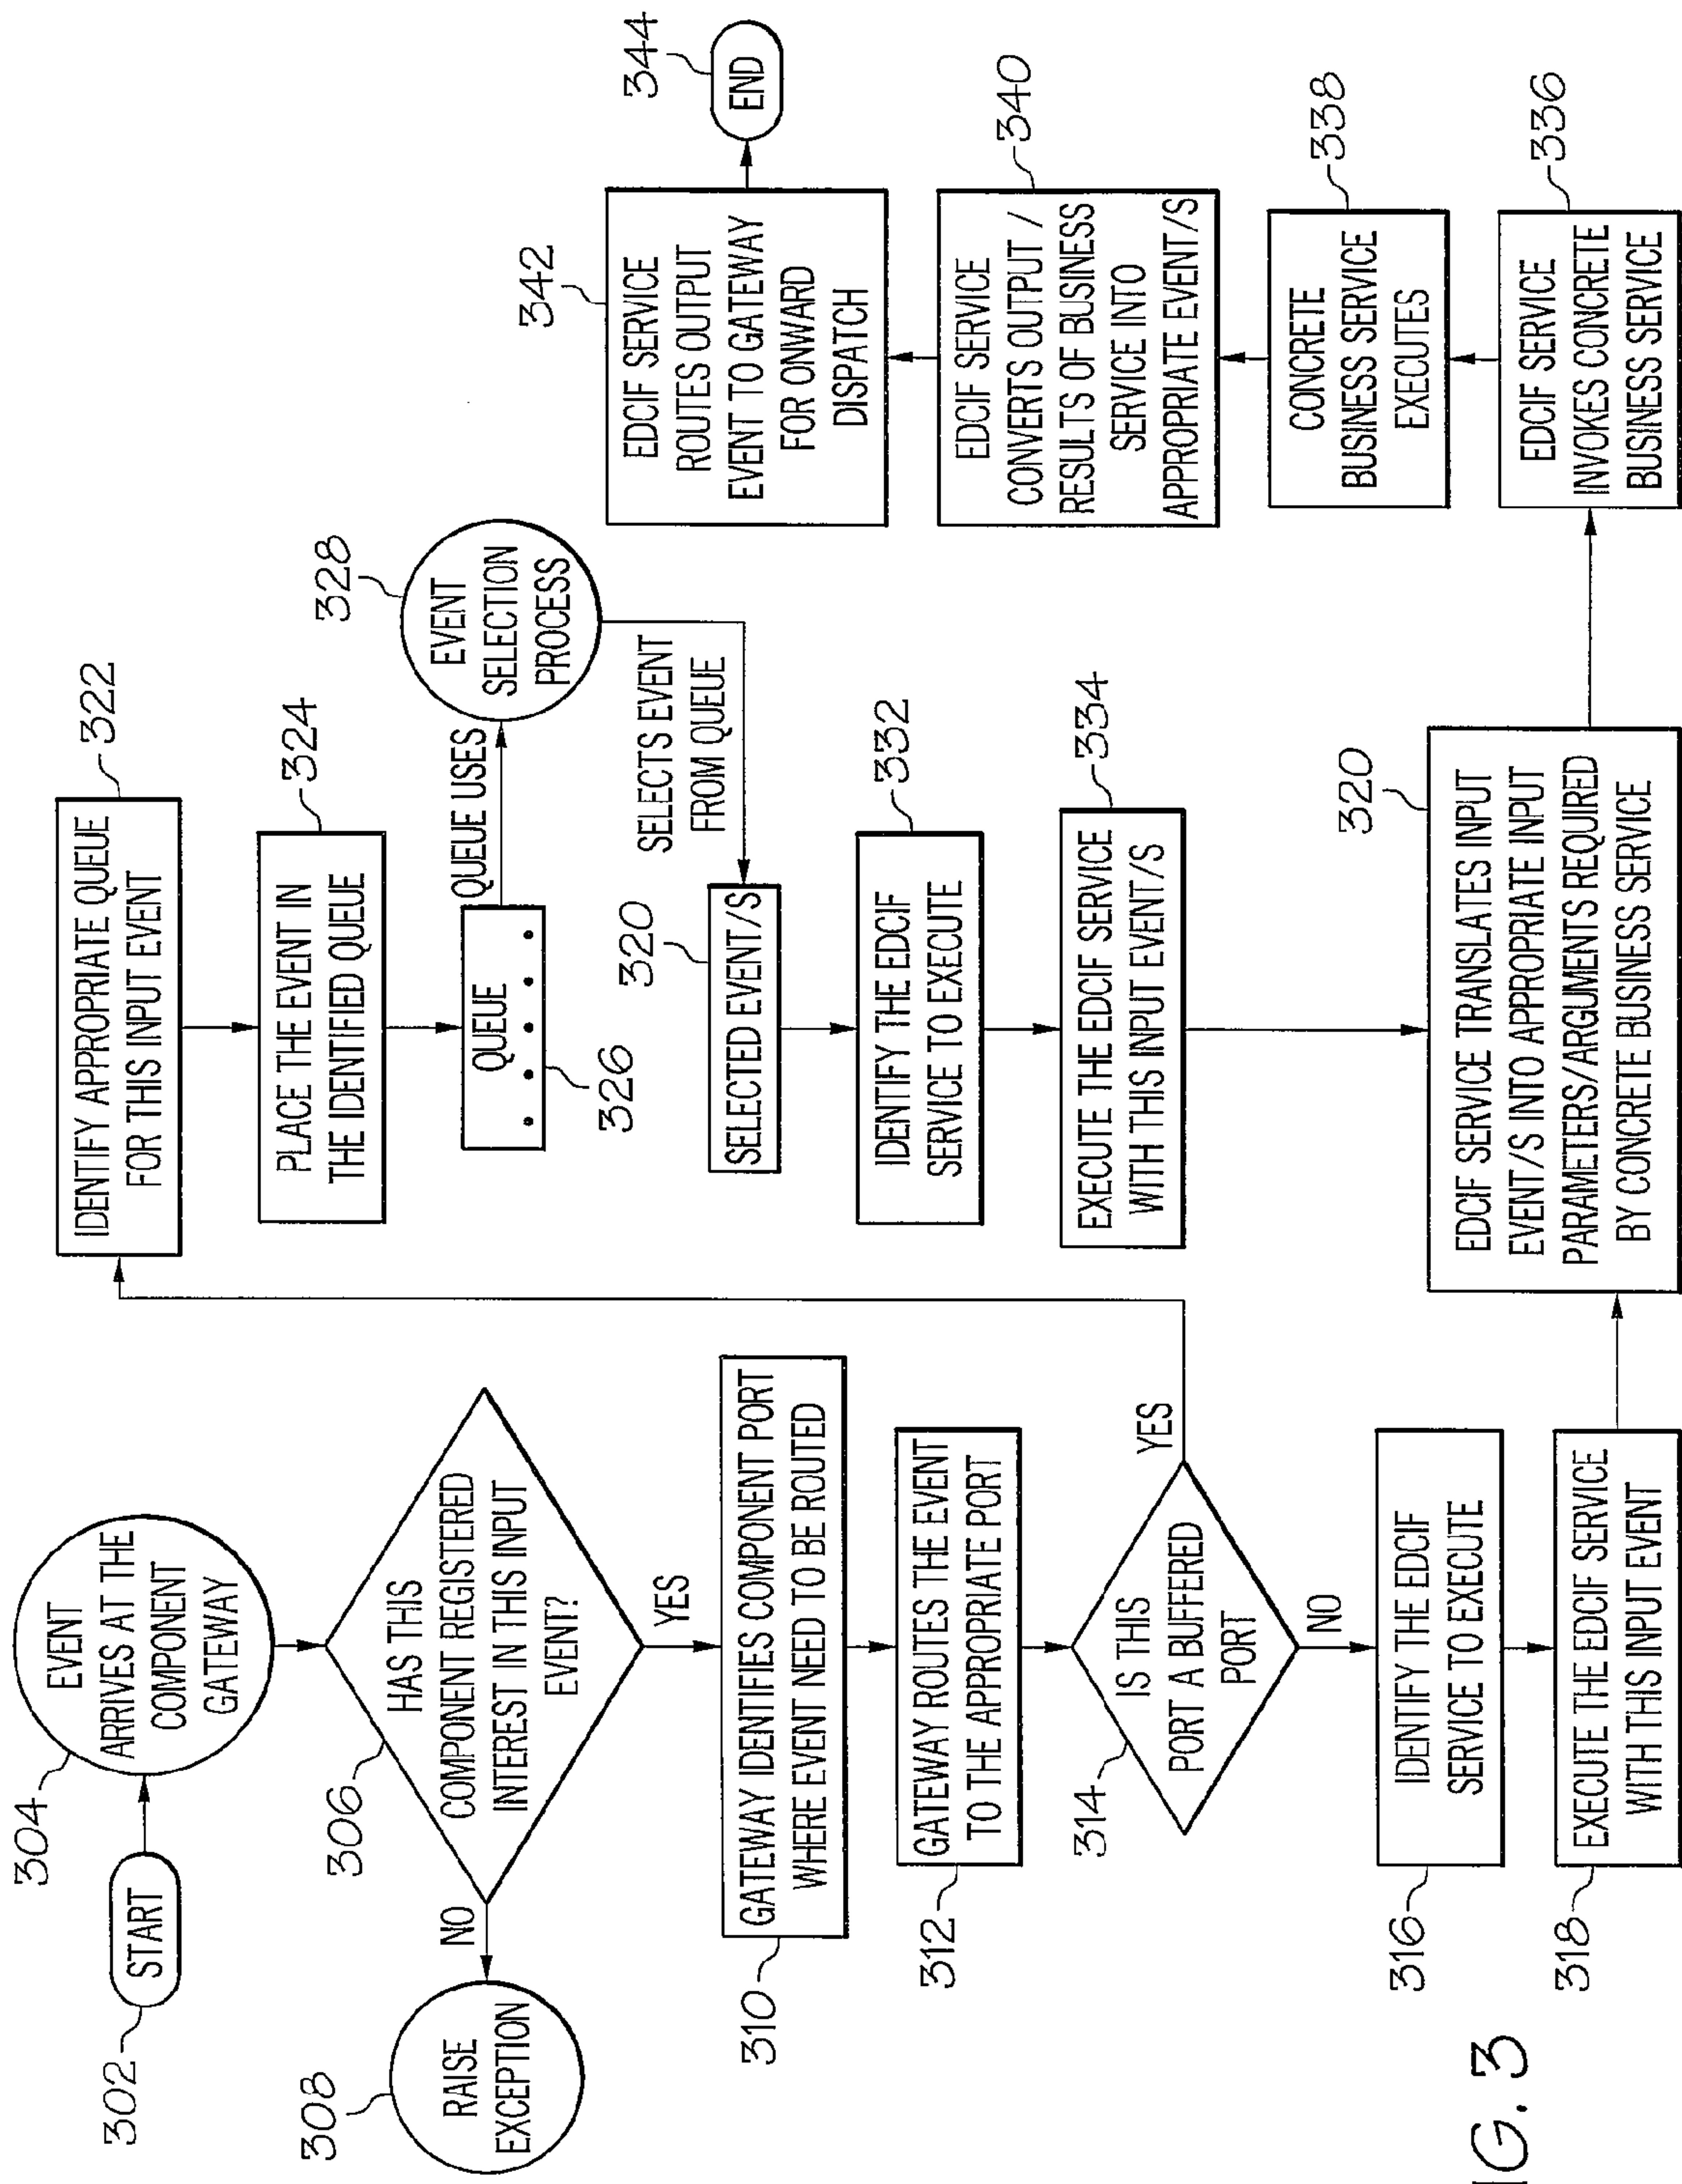 302
START
304
EVENT
ARRIVES AT THE
COMPONENT
GATEWAY
306
HAS THIS
COMPONENT REGISTERED
INTEREST IN THIS INPUT
EVENT?
NO
308
RAISE
EXCEPTION
YES
310
GATEWAY IDENTIFIES COMPONENT PORT
WHERE EVENT NEED TO BE ROUTED
312
GATEWAY ROUTES THE EVENT
TO THE APPROPRIATE PORT
314
IS THIS
PORT A BUFFERED
PORT
YES
NO
316
IDENTIFY THE EDCIF
SERVICE TO EXECUTE
318
EXECUTE THE EDCIF SERVICE
WITH THIS INPUT EVENT
322
IDENTIFY APPROPRIATE QUEUE
FOR THIS INPUT EVENT
324
PLACE THE EVENT IN
THE IDENTIFIED QUEUE
QUEUE
326
QUEUE USES
328
EVENT
SELECTION
PROCESS
SELECTS EVENT
FROM QUEUE
320
SELECTED EVENT/S
332
IDENTIFY THE EDCIF
SERVICE TO EXECUTE
334
EXECUTE THE EDCIF SERVICE
WITH THIS INPUT EVENT/S
320
EDCIF SERVICE TRANSLATES INPUT
EVENT/S INTO APPROPRIATE INPUT
PARAMETERS/ARGUMENTS REQUIRED
BY CONCRETE BUSINESS SERVICE
336
EDCIF SERVICE
INVOKES CONCRETE
BUSINESS SERVICE
338
CONCRETE
BUSINESS SERVICE
EXECUTES
340
EDCIF SERVICE
CONVERTS OUTPUT /
RESULTS OF BUSINESS
SERVICE INTO
APPROPRIATE EVENT/S
342
EDCIF SERVICE
ROUTES OUTPUT
EVENT TO GATEWAY
FOR ONWARD
DISPATCH
344
END
IG. 3